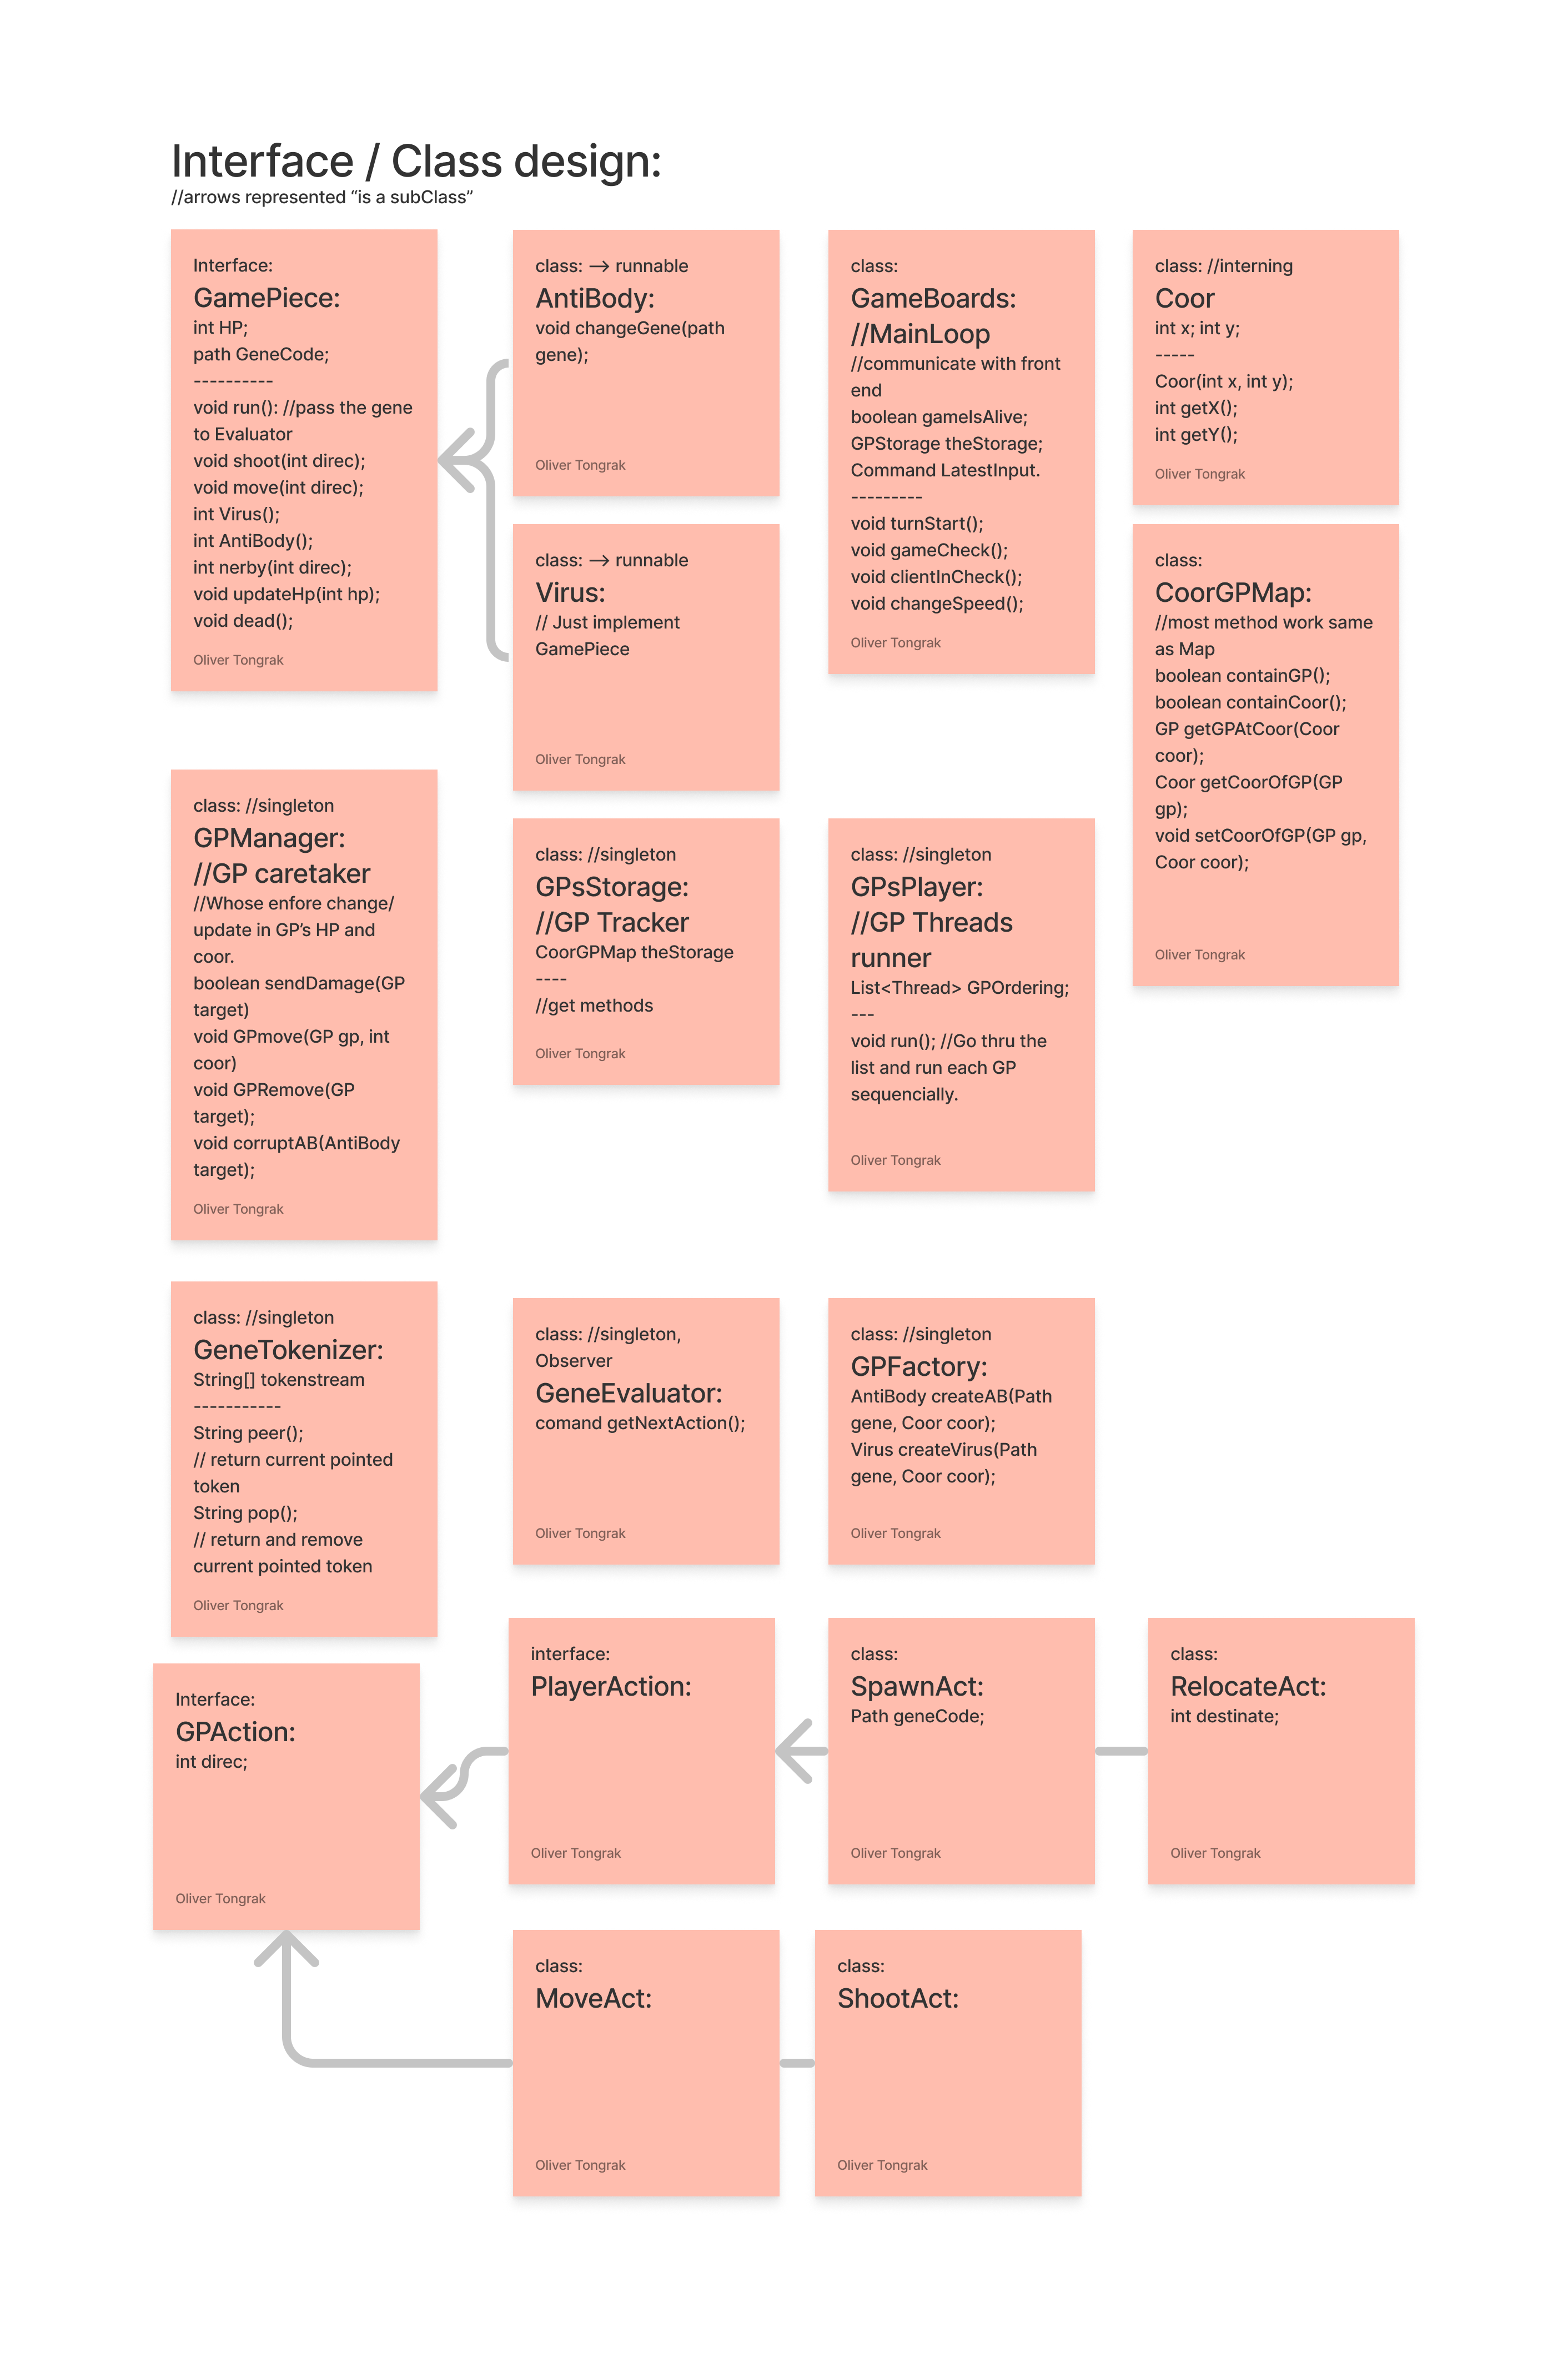 Interface / Class design:
//arrows represented “is a subClass”
Interface:
GamePiece:
int HP;
path GeneCode;
----------
void run(): //pass the gene
to Evaluator
void shoot(int direc);
void move(int direc);
int Virus();
int AntiBody();
int nerby(int direc);
void updateHp(int hp);
void dead();
Oliver Tongrak
class: --> runnable
AntiBody:
void changeGene(path
gene);
Oliver Tongrak
class: --> runnable
Virus:
// Just implement
GamePiece
Oliver Tongrak
class:
GameBoards:
//MainLoop
//communicate with front
end
boolean gameIsAlive;
GPStorage theStorage;
Command LatestInput.
---------
void turnStart();
void gameCheck();
void clientInCheck();
void changeSpeed();
Oliver Tongrak
class: //interning
Coor
int x; int y;
-----
Coor(int x, int y);
int getX();
int getY();
Oliver Tongrak
class:
CoorGPMap:
//most method work same
as Map
boolean containGP();
boolean containCoor();
GP getGPAtCoor(Coor
coor);
Coor getCoorOfGP(GP
gp);
void setCoorOfGP(GP gp,
Coor coor);
Oliver Tongrak
class: //singleton
GPManager:
//GP caretaker
//Whose enfore change/
update in GP’s HP and
coor.
boolean sendDamage(GP
target)
void GPmove(GP gp, int
coor)
void GPRemove(GP
target);
void corruptAB(AntiBody
target);
Oliver Tongrak
class: //singleton
GPsStorage:
//GP Tracker
CoorGPMap theStorage
----
//get methods
Oliver Tongrak
class: //singleton
GPsPlayer:
//GP Threads
runner
List<Thread> GPOrdering;
---
void run(); //Go thru the
list and run each GP
sequencially.
Oliver Tongrak
class: //singleton
GeneTokenizer:
String[] tokenstream
-----------
String peer();
// return current pointed
token
String pop();
// return and remove
current pointed token
Oliver Tongrak
class: //singleton,
Observer
GeneEvaluator:
comand getNextAction();
Oliver Tongrak
class: //singleton
GPFactory:
AntiBody createAB(Path
gene, Coor coor);
Virus createVirus(Path
gene, Coor coor);
Oliver Tongrak
Interface:
GPAction:
int direc;
Oliver Tongrak
interface:
PlayerAction:
Oliver Tongrak
class:
SpawnAct:
Path geneCode;
Oliver Tongrak
class:
RelocateAct:
int destinate;
Oliver Tongrak
class:
MoveAct:
Oliver Tongrak
class:
ShootAct:
Oliver Tongrak